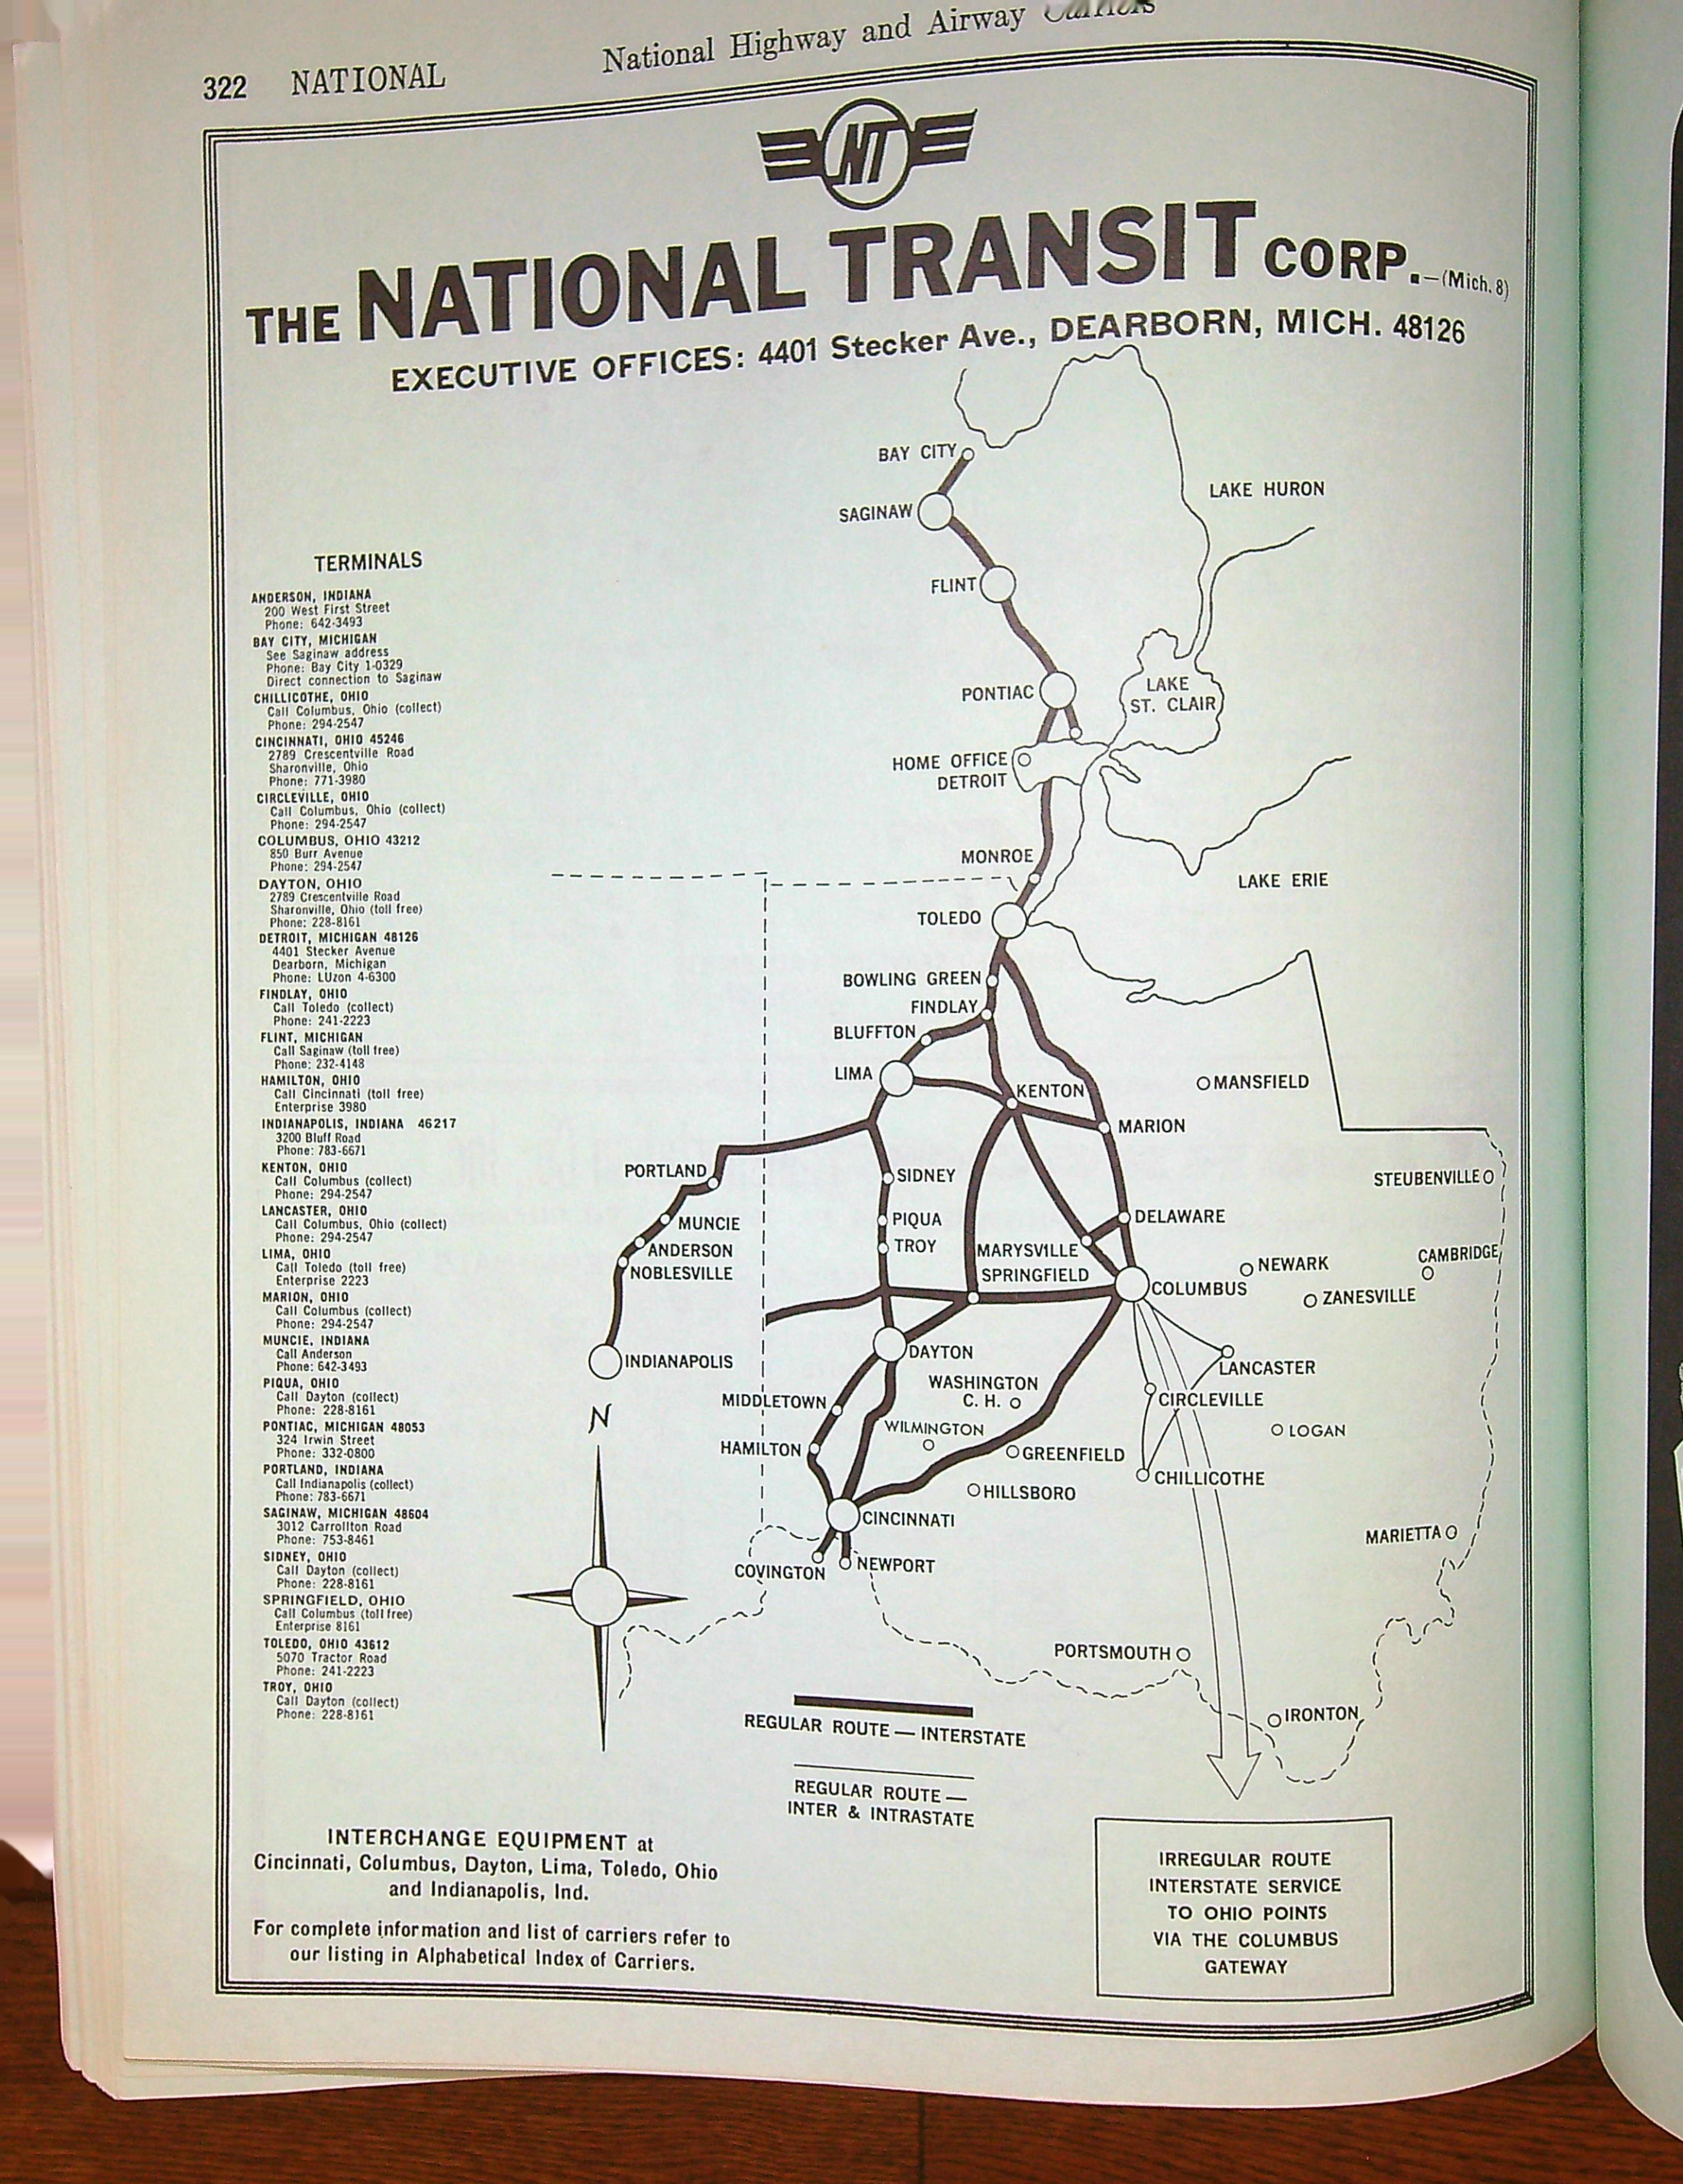 322 NATIONAL
National Highway and Airway Carriers
NT
THE NATIONAL TRANSIT CORP.—(Mich. 8)
EXECUTIVE OFFICES: 4401 Stecker Ave., DEARBORN, MICH. 48126
TERMINALS
ANDERSON, INDIANA
200 West First Street
Phone: 642-3493
BAY CITY, MICHIGAN
See Saginaw address
Phone: Bay City 1-0329
Direct connection to Saginaw
CHILLICOTHE, OHIO
Call Columbus, Ohio (collect)
Phone: 294-2547
CINCINNATI, OHIO 45246
2789 Crescentville Road
Sharonville, Ohio
Phone: 771-3980
CIRCLEVILLE, OHIO
Call Columbus, Ohio (collect)
Phone: 294-2547
COLUMBUS, OHIO 43212
850 Burr Avenue
Phone: 294-2547
DAYTON, OHIO
2789 Crescentville Road
Sharonville, Ohio (toll free)
Phone: 228-8161
DETROIT, MICHIGAN 48126
4401 Stecker Avenue
Dearborn, Michigan
Phone: LUzon 4-6300
FINDLAY, OHIO
Call Toledo (collect)
Phone: 241-2223
FLINT, MICHIGAN
Call Saginaw (toll free)
Phone: 232-4148
HAMILTON, OHIO
Call Cincinnati (toll free)
Enterprise 3980
INDIANAPOLIS, INDIANA 46217
3200 Bluff Road
Phone: 783-6671
KENTON, OHIO
Call Columbus (collect)
Phone: 294-2547
LANCASTER, OHIO
Call Columbus, Ohio (collect)
Phone: 294-2547
LIMA, OHIO
Call Toledo (toll free)
Enterprise 2223
MARION, OHIO
Call Columbus (collect)
Phone: 294-2547
MUNCIE, INDIANA
Call Anderson
Phone: 642-3493
PIQUA, OHIO
Call Dayton (collect)
Phone: 228-8161
PONTIAC, MICHIGAN 48053
324 Irwin Street
Phone: 332-0800
PORTLAND, INDIANA
Call Indianapolis (collect)
Phone: 783-6671
SAGINAW, MICHIGAN 48604
3012 Carrollton Road
Phone: 753-8461
SIDNEY, OHIO
Call Dayton (collect)
Phone: 228-8161
SPRINGFIELD, OHIO
Call Columbus (toll free)
Enterprise 8161
TOLEDO, OHIO 43612
5070 Tractor Road
Phone: 241-2223
TROY, OHIO
Call Dayton (collect)
Phone: 228-8161
BAY CITY
SAGINAW
LAKE HURON
FLINT
PONTIAC
LAKE
ST. CLAIR
HOME OFFICE
DETROIT
MONROE
LAKE ERIE
TOLEDO
BOWLING GREEN
FINDLAY
BLUFFTON
LIMA
KENTON
MANSFIELD
MARION
PORTLAND
SIDNEY
STEUBENVILLE
MUNCIE
PIQUA
DELAWARE
ANDERSON
TROY
MARYSVILLE
CAMBRIDGE
NOBLESVILLE
SPRINGFIELD
NEWARK
COLUMBUS
ZANESVILLE
INDIANAPOLIS
DAYTON
LANCASTER
WASHINGTON
C. H.
MIDDLETOWN
CIRCLEVILLE
N
WILMINGTON
LOGAN
HAMILTON
GREENFIELD
CHILLICOTHE
HILLSBORO
CINCINNATI
MARIETTA
COVINGTON
NEWPORT
PORTSMOUTH
IRONTON
REGULAR ROUTE — INTERSTATE
REGULAR ROUTE —
INTER & INTRASTATE
INTERCHANGE EQUIPMENT at
Cincinnati, Columbus, Dayton, Lima, Toledo, Ohio
and Indianapolis, Ind.
For complete information and list of carriers refer to
our listing in Alphabetical Index of Carriers.
IRREGULAR ROUTE
INTERSTATE SERVICE
TO OHIO POINTS
VIA THE COLUMBUS
GATEWAY